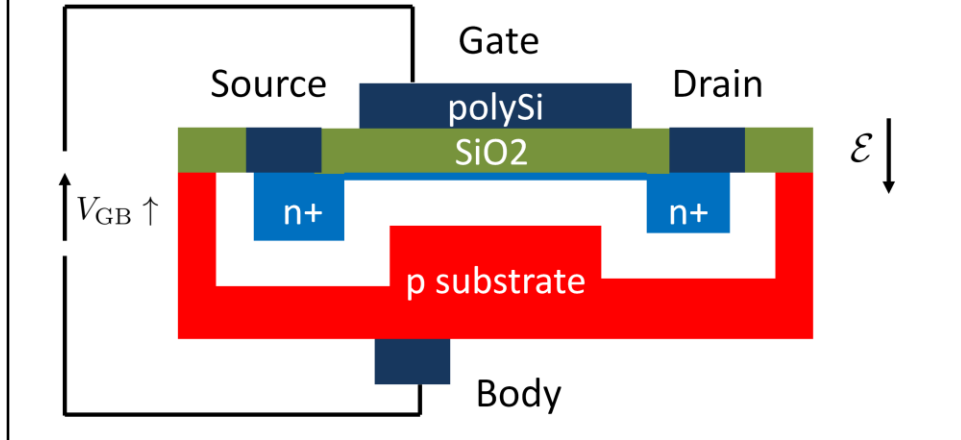 Gate
Source
Drain
polySi
SiO2
ℰ
V_GB ↑
n+
n+
p substrate
Body